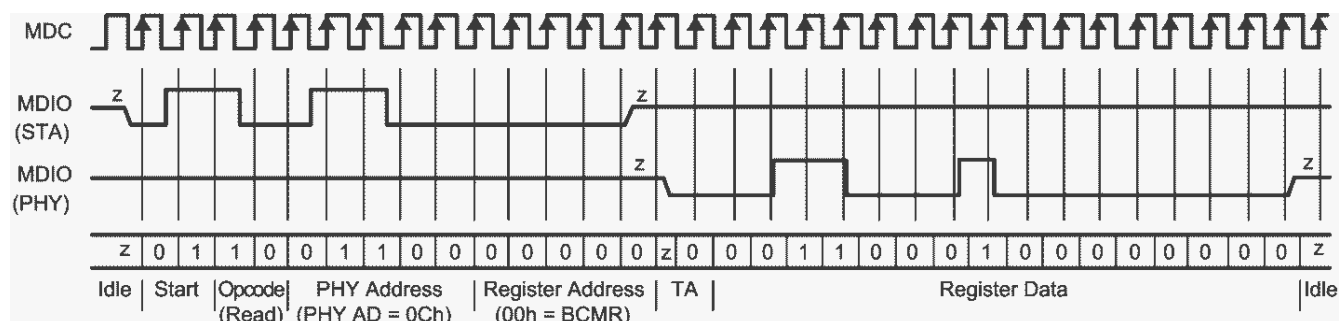 MDC
z z
MDIO
(STA)
MDIO z z
(PHY)
z 0 1 1 0 0 1 1 0 0 0 0 0 0 0 z 0 0 0 1 1 0 0 0 1 0 0 0 0 0 0 0 0 z
Idle Start Opcode PHY Address Register Address TA Register Data Idle
(Read) (PHY AD = 0Ch) (00h = BCMR)